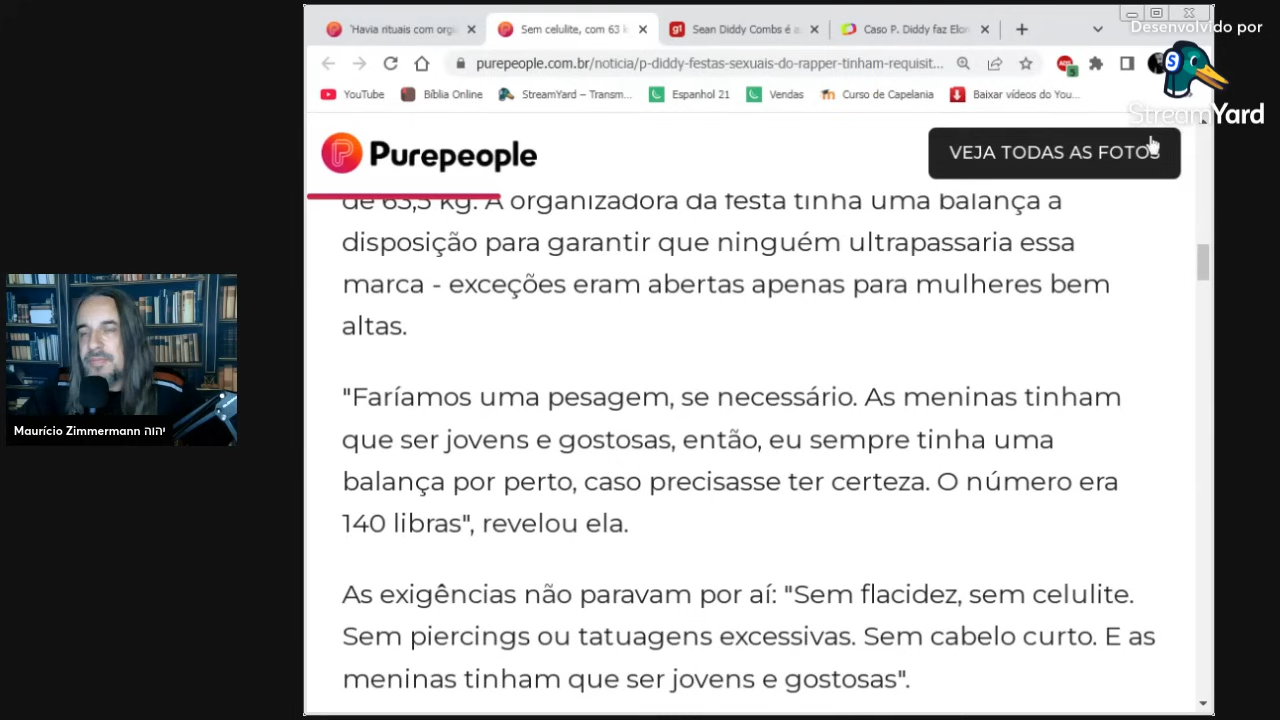 'Havia rituais com org
Sem celulite, com 63 k
Sean Diddy Combs é a
Caso P. Diddy faz Elon
Desenvolvido por
purepeople.com.br/noticia/p-diddy-festas-sexuais-do-rapper-tinham-requisit...
YouTube
Bíblia Online
StreamYard – Transm...
Espanhol 21
Vendas
Curso de Capelania
Baixar vídeos do You...
StreamYard
Purepeople
VEJA TODAS AS FOTOS
de 63,5 kg. A organizadora da festa tinha uma balança a
disposição para garantir que ninguém ultrapassaria essa
marca - exceções eram abertas apenas para mulheres bem
altas.
"Faríamos uma pesagem, se necessário. As meninas tinham
que ser jovens e gostosas, então, eu sempre tinha uma
balança por perto, caso precisasse ter certeza. O número era
140 libras", revelou ela.
As exigências não paravam por aí: "Sem flacidez, sem celulite.
Sem piercings ou tatuagens excessivas. Sem cabelo curto. E as
meninas tinham que ser jovens e gostosas".
Maurício Zimmermann יהוה